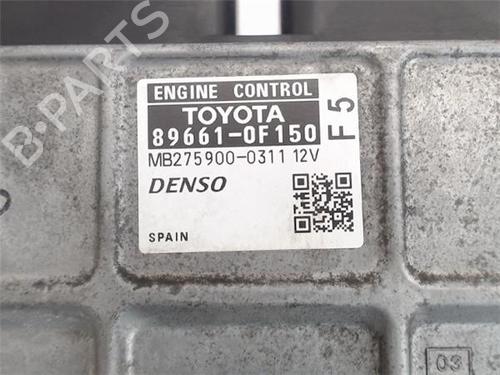 B-PARTS
ENGINE CONTROL
TOYOTA
89661-0F150
F5
MB275900-0311 12V
DENSO
SPAIN
03